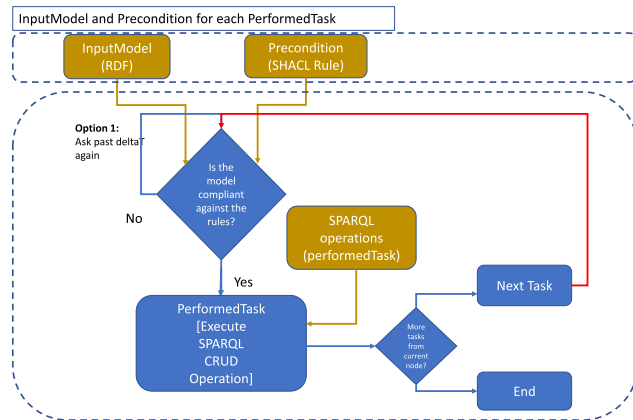 InputModel and Precondition for each PerformedTask
InputModel
(RDF)
Precondition
(SHACL Rule)
Option 1:
Ask past deltaT
again
Is the
model
compliant
against the
rules?
No
Yes
SPARQL
operations
(performedTask)
PerformedTask
[Execute
SPARQL
CRUD
Operation]
More
tasks
from
current
node?
Next Task
End